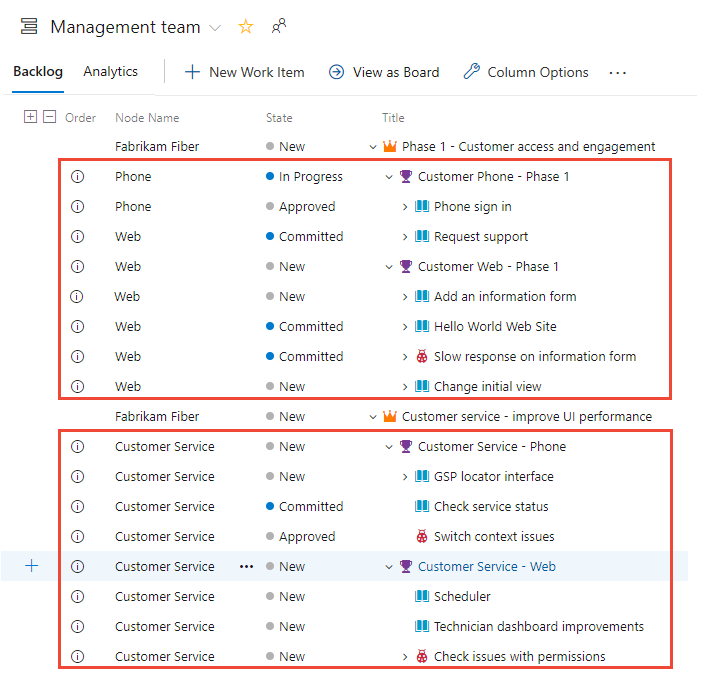 Management team
Backlog Analytics New Work Item View as Board Column Options ...
Order Node Name State Title
Fabrikam Fiber New Phase 1 - Customer access and engagement
Phone In Progress Customer Phone - Phase 1
Phone Approved Phone sign in
Web Committed Request support
Web New Customer Web - Phase 1
Web New Add an information form
Web Committed Hello World Web Site
Web Committed Slow response on information form
Web New Change initial view
Fabrikam Fiber New Customer service - improve UI performance
Customer Service New Customer Service - Phone
Customer Service New GSP locator interface
Customer Service Committed Check service status
Customer Service Approved Switch context issues
Customer Service ... New Customer Service - Web
Customer Service New Scheduler
Customer Service New Technician dashboard improvements
Customer Service New Check issues with permissions